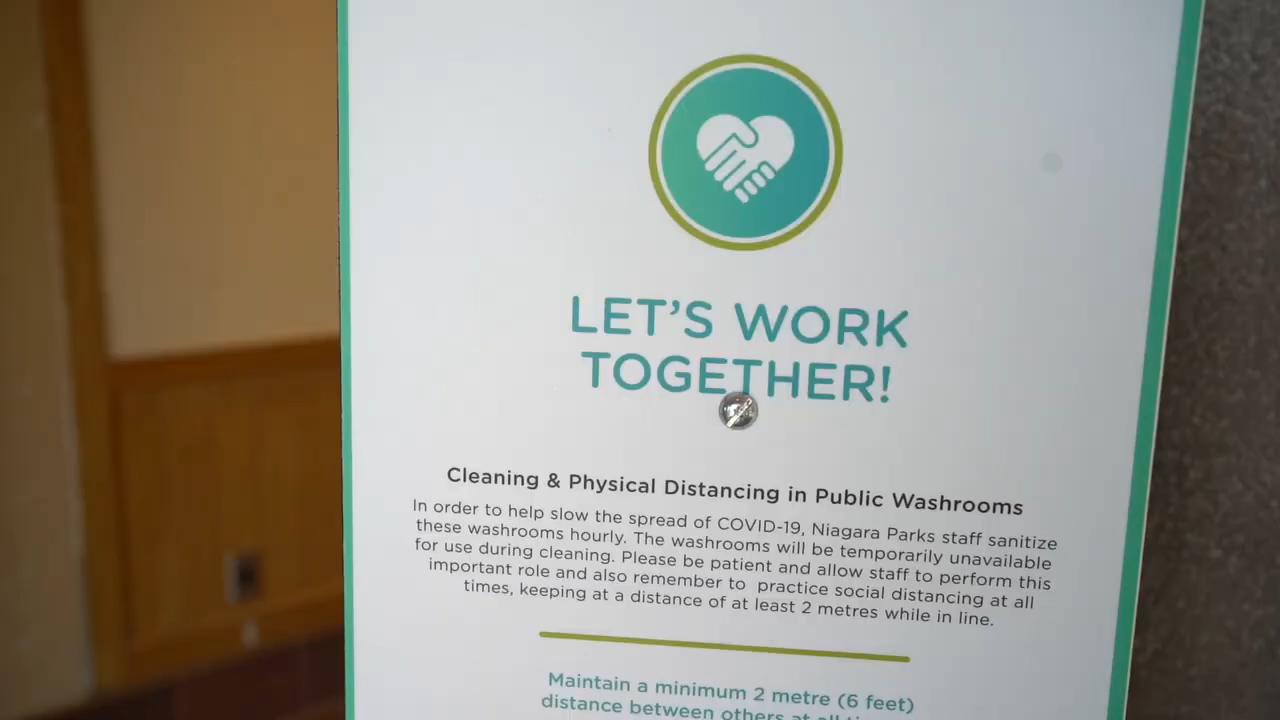 LET'S WORK
TOGETHER!
Cleaning & Physical Distancing in Public Washrooms
In order to help slow the spread of COVID-19, Niagara Parks staff sanitize
these washrooms hourly. The washrooms will be temporarily unavailable
for use during cleaning. Please be patient and allow staff to perform this
important role and also remember to practice social distancing at all
times, keeping at a distance of at least 2 metres while in line.
Maintain a minimum 2 metre (6 feet)
distance between others at all